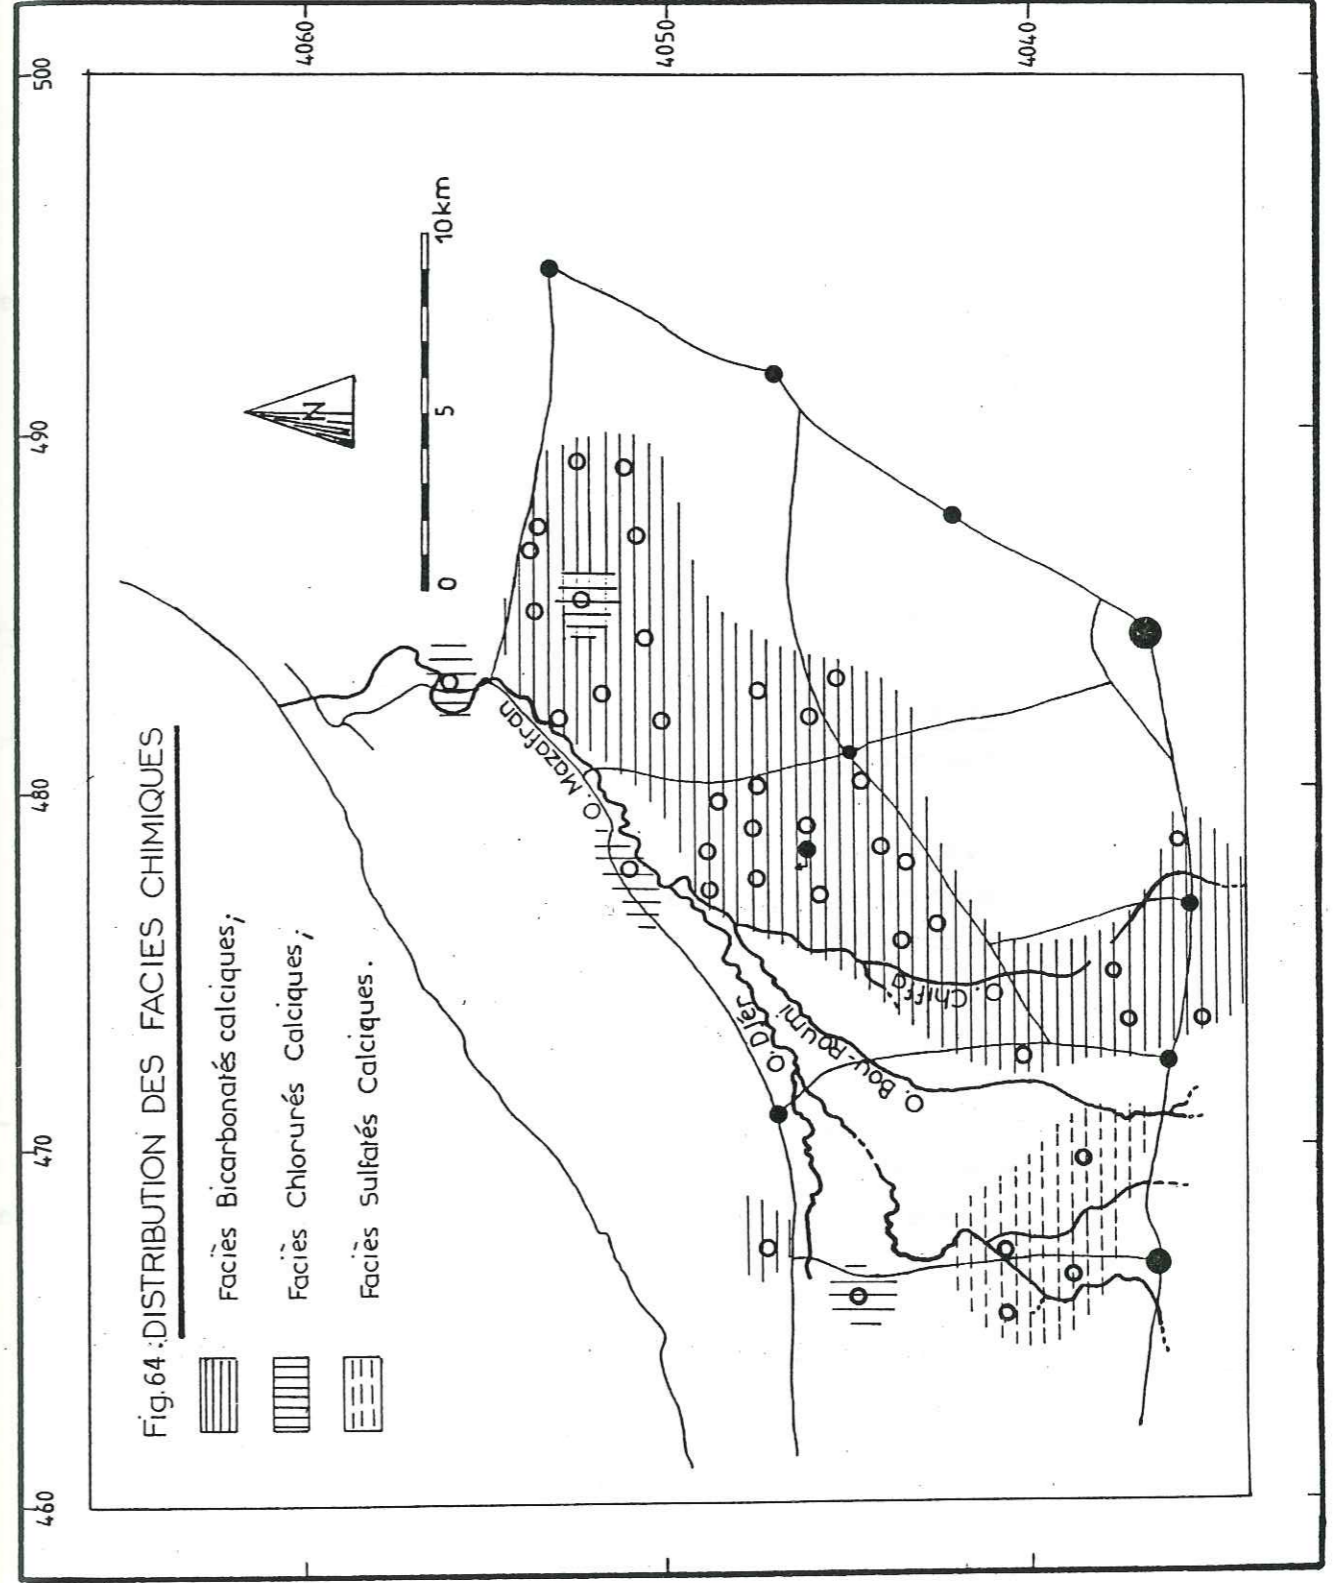 Fig.64 : DISTRIBUTION DES FACIES CHIMIQUES
Faciès Bicarbonatés calciques;
Faciès Chlorurés Calciques;
Faciès Sulfatés Calciques.
N
0 5 10km
460 470 480 490 500
4060
4050
4040
O. Mazafran
O. Djer
O. Bou-Roumi
O. Chiffa